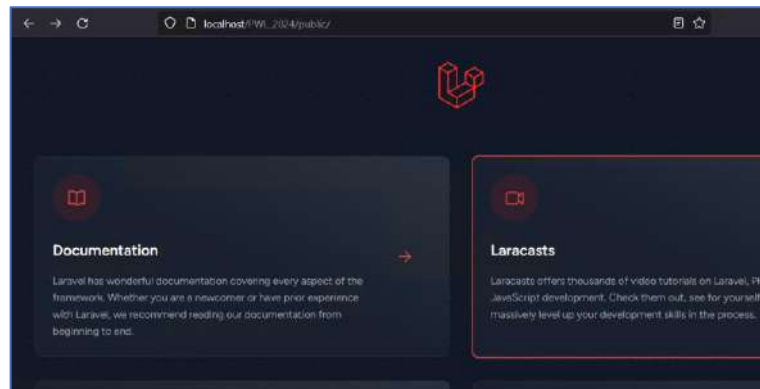 localhost/PWL_2024/public/
Documentation
Laravel has wonderful documentation covering every aspect of the
framework. Whether you are a newcomer or have prior experience
with Laravel, we recommend reading our documentation from
beginning to end.
Laracasts
Laracasts offers thousands of video tutorials on Laravel, PH
JavaScript development. Check them out, see for yourself
massively level up your development skills in the process.